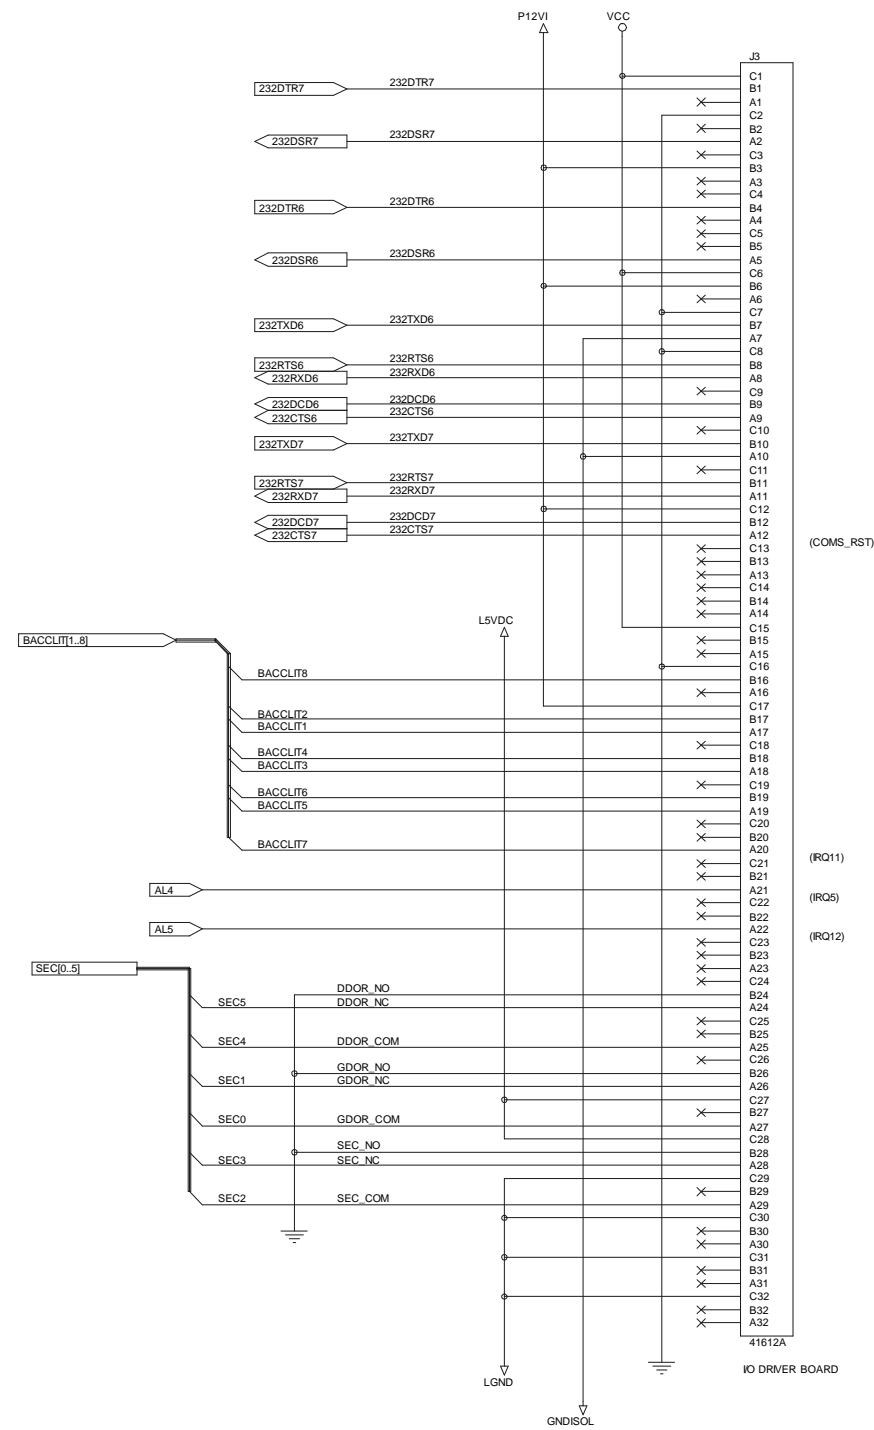 P12VI VCC
J3
C1
232DTR7 232DTR7 B1
A1
C2
B2
232DSR7 232DSR7 A2
C3
B3
A3
C4
232DTR6 232DTR6 B4
A4
C5
B5
232DSR6 232DSR6 A5
C6
B6
A6
C7
232TXD6 232TXD6 B7
A7
C8
232RTS6 232RTS6 B8
232RXD6 232RXD6 A8
C9
232DCD6 232DCD6 B9
232CTS6 232CTS6 A9
C10
232TXD7 232TXD7 B10
A10
C11
232RTS7 232RTS7 B11
232RXD7 232RXD7 A11
C12
232DCD7 232DCD7 B12
232CTS7 232CTS7 A12
C13 (COMS_RST)
B13
A13
C14
B14
A14
L5VDC C15
BACCLIT[1..8] B15
A15
C16
BACCLIT8 B16
A16
C17
BACCLIT2 B17
BACCLIT1 A17
C18
BACCLIT4 B18
BACCLIT3 A18
C19
BACCLIT6 B19
BACCLIT5 A19
C20
B20
BACCLIT7 A20
C21 (IRQ11)
B21
AL4 A21
C22 (IRQ5)
B22
AL5 A22
C23 (IRQ12)
B23
SEC[0..5] A23
C24
DDOR_NO B24
SEC5 DDOR_NC A24
C25
B25
SEC4 DDOR_COM A25
C26
GDOR_NO B26
SEC1 GDOR_NC A26
C27
B27
SEC0 GDOR_COM A27
C28
SEC_NO B28
SEC3 SEC_NC A28
C29
B29
SEC2 SEC_COM A29
C30
B30
A30
C31
B31
A31
C32
B32
A32
41612A
I/O DRIVER BOARD
LGND
GNDISOL